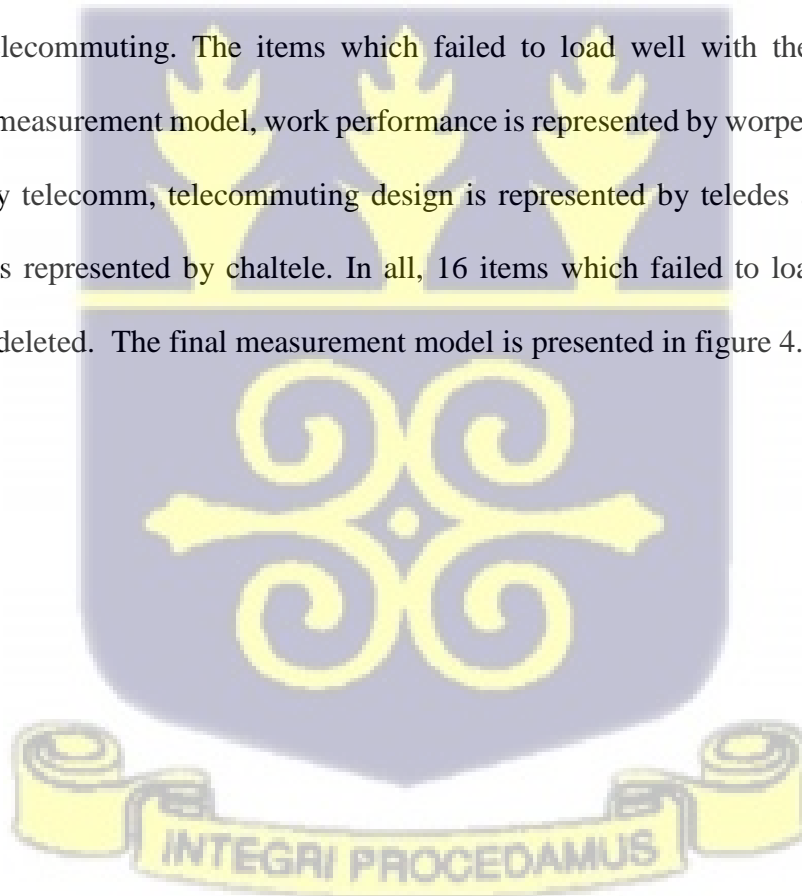 elecommuting. The items which failed to load well with the
measurement model, work performance is represented by worpe
y telecomm, telecommuting design is represented by teledes
s represented by chaltele. In all, 16 items which failed to loa
deleted. The final measurement model is presented in figure 4.
INTEGRI PROCEDAMUS